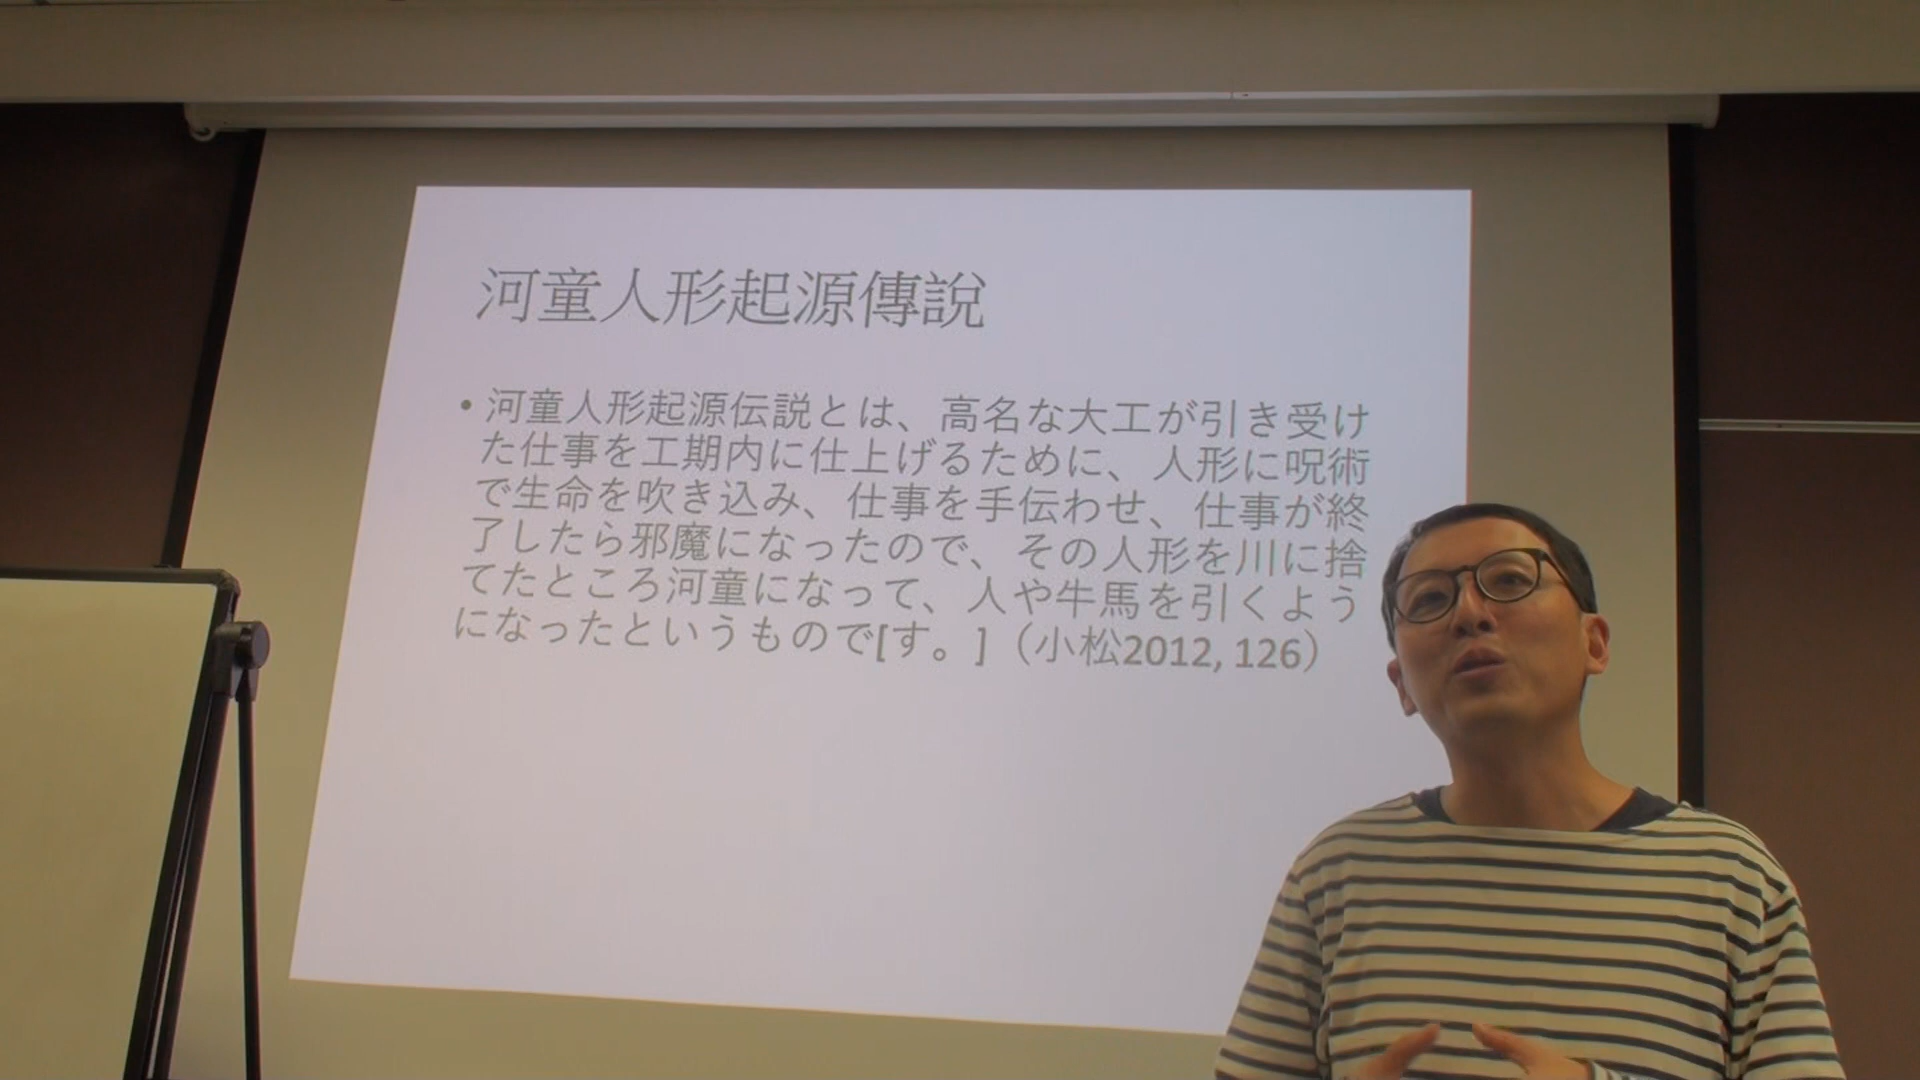 河童人形起源傳說
• 河童人形起源伝説とは、高名な大工が引き受け
た仕事を工期内に仕上げるために、人形に呪術
で生命を吹き込み、仕事を手伝わせ、仕事が終
了したら邪魔になったので、その人形を川に捨
てたところ河童になって、人や牛馬を引くよう
になったというもので[す。]（小松2012, 126）